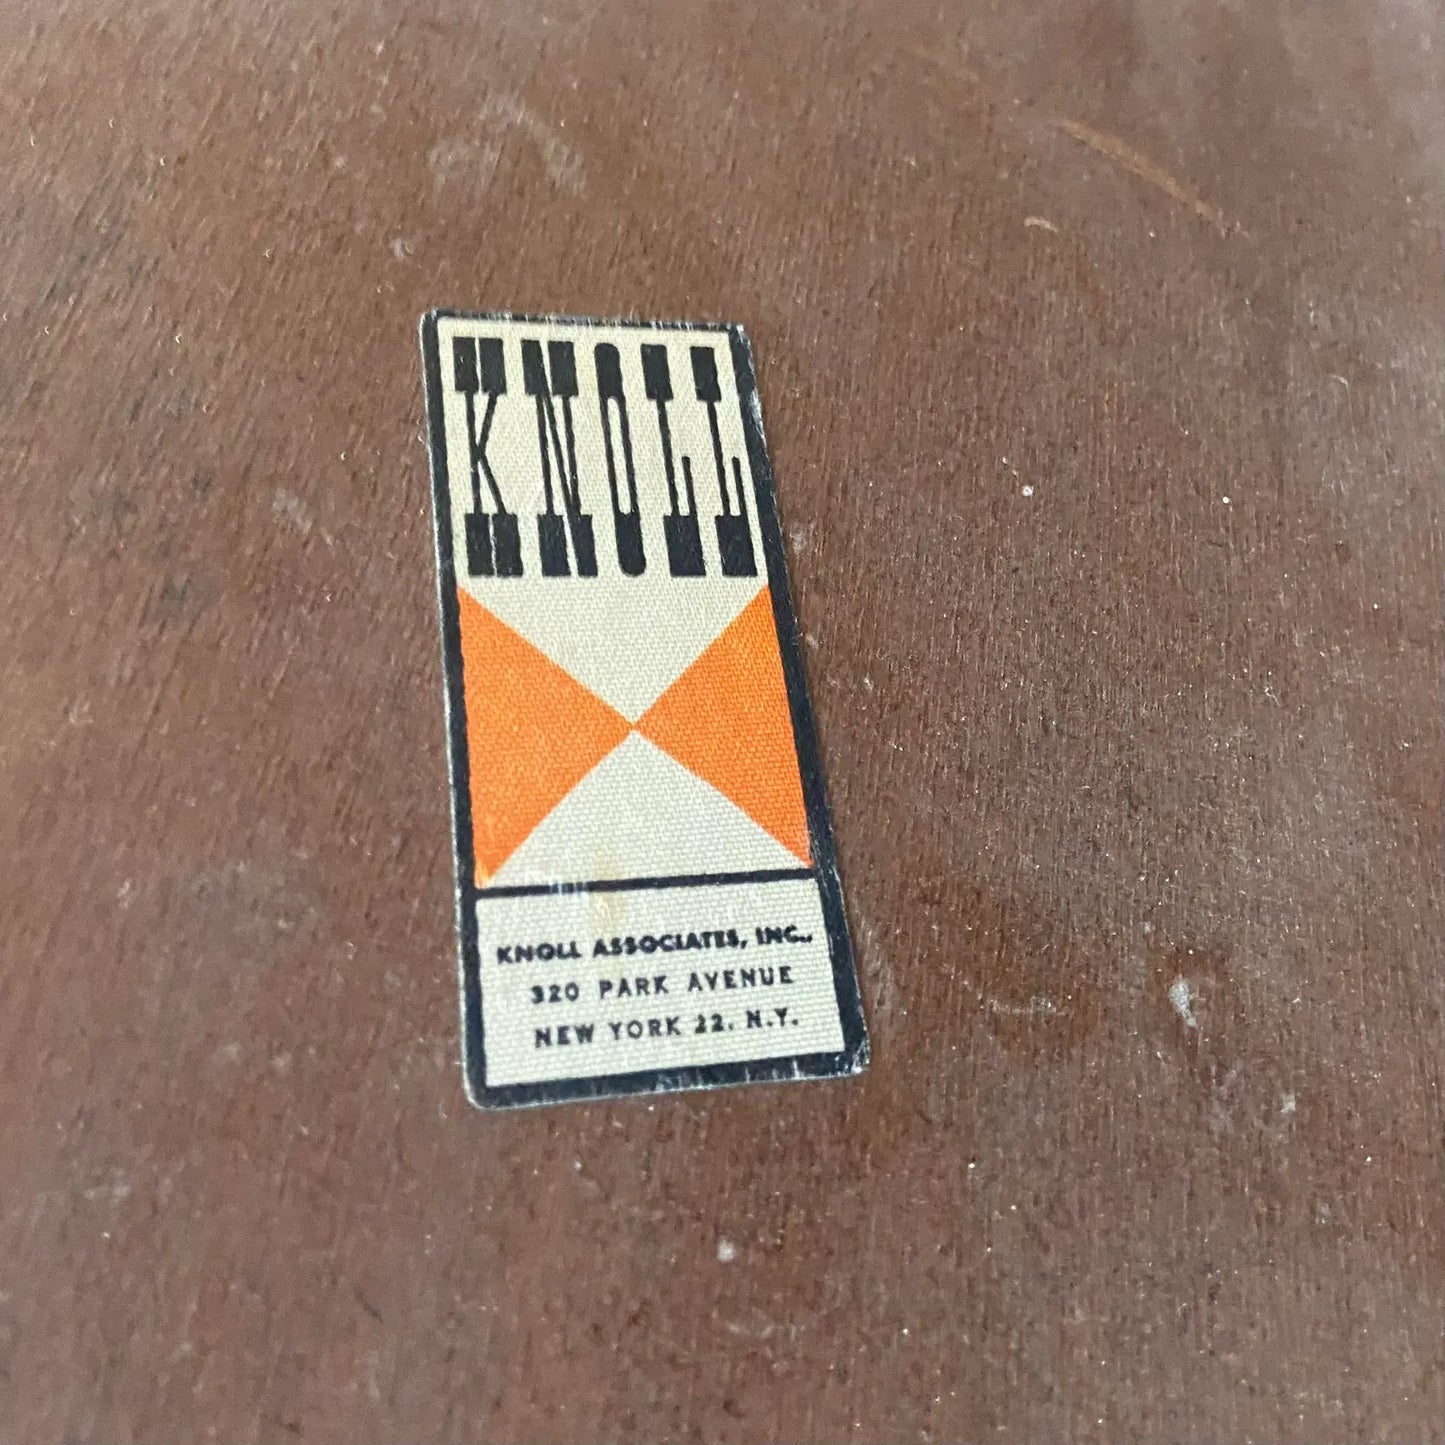 KNOLL
KNOLL ASSOCIATES, INC.,
320 PARK AVENUE
NEW YORK 22. N.Y.